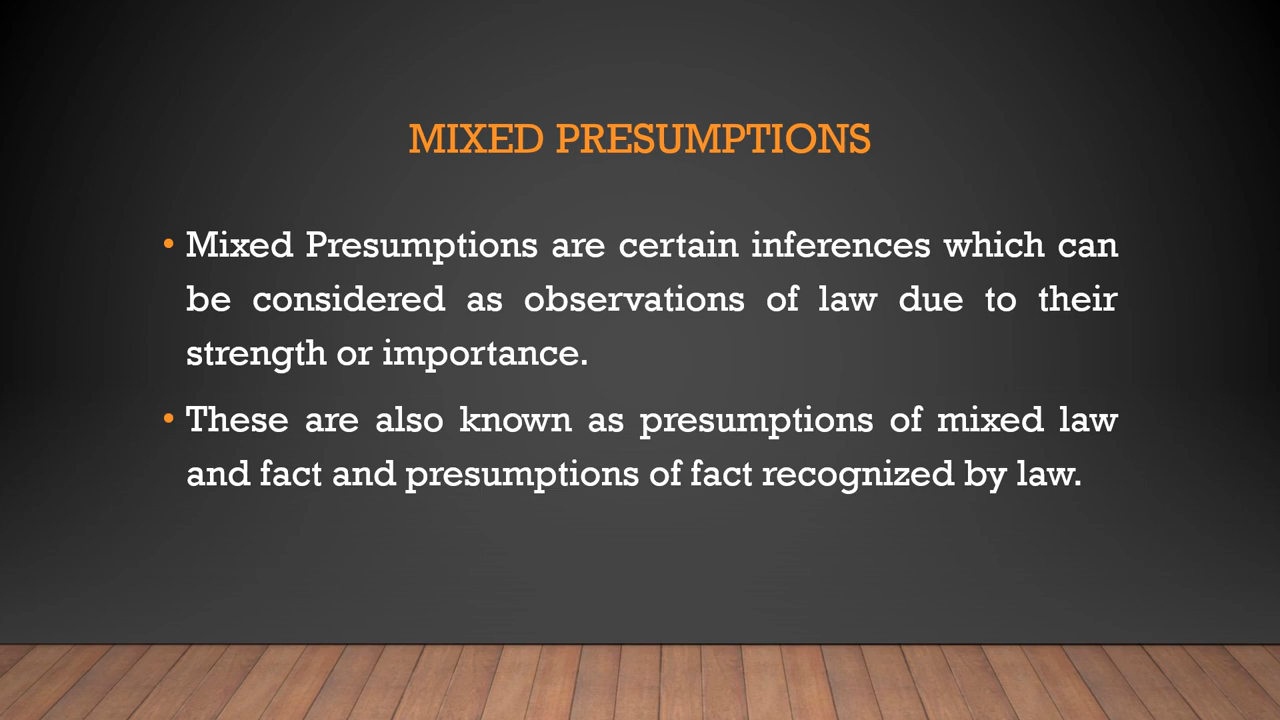 MIXED PRESUMPTIONS
• Mixed Presumptions are certain inferences which can
be considered as observations of law due to their
strength or importance.
• These are also known as presumptions of mixed law
and fact and presumptions of fact recognized by law.